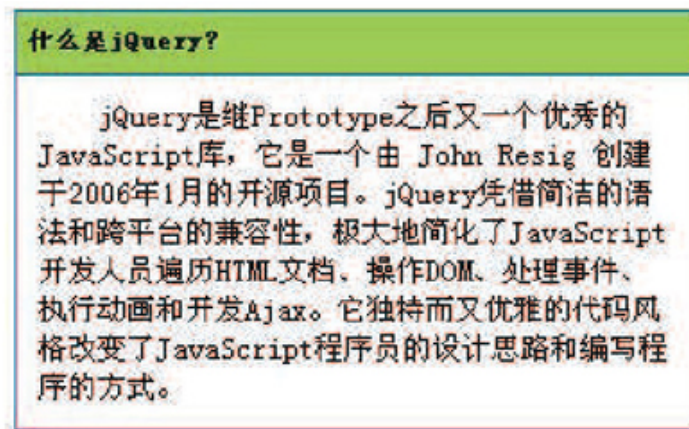 什么是jQuery?
jQuery是继Prototype之后又一个优秀的
JavaScript库，它是一个由 John Resig 创建
于2006年1月的开源项目。jQuery凭借简洁的语
法和跨平台的兼容性，极大地简化了JavaScript
开发人员遍历HTML文档、操作DOM、处理事件、
执行动画和开发Ajax。它独特而又优雅的代码风
格改变了JavaScript程序员的设计思路和编写程
序的方式。